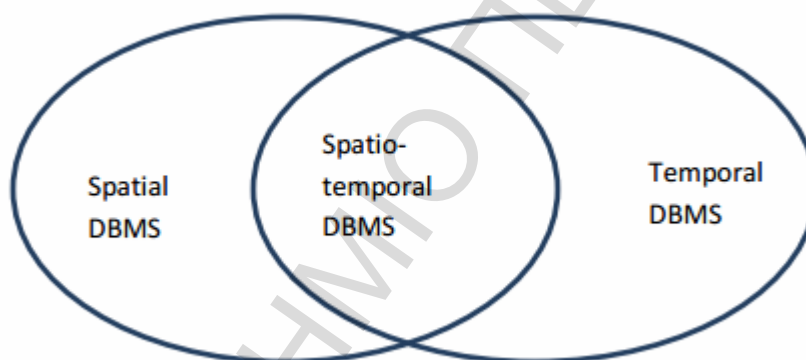 Spatial
DBMS
Spatio-
temporal
DBMS
Temporal
DBMS